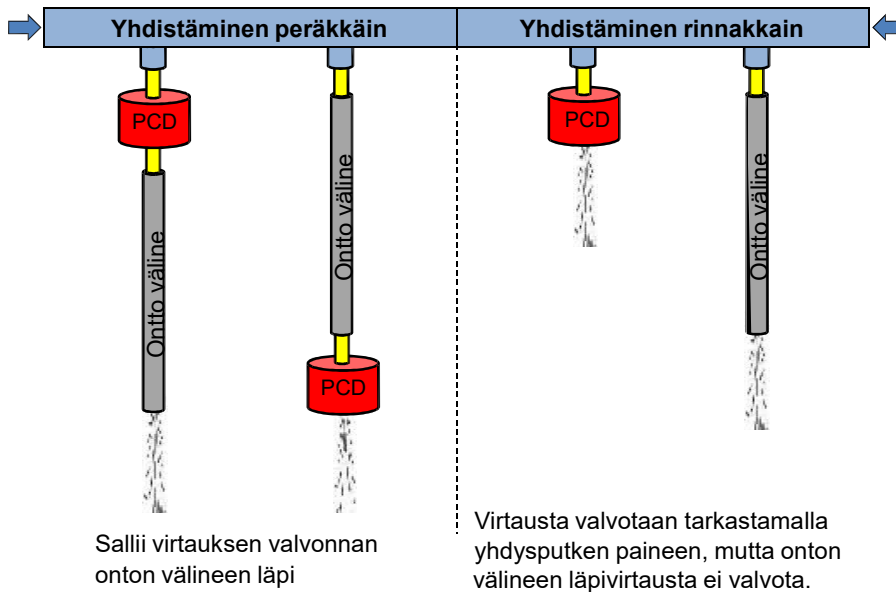 Yhdistäminen peräkkäin
Yhdistäminen rinnakkain
PCD
Ontto väline
Ontto väline
PCD
PCD
Ontto väline
Sallii virtauksen valvonnan
onton välineen läpi
Virtausta valvotaan tarkastamalla
yhdysputken paineen, mutta onton
välineen läpivirtausta ei valvota.